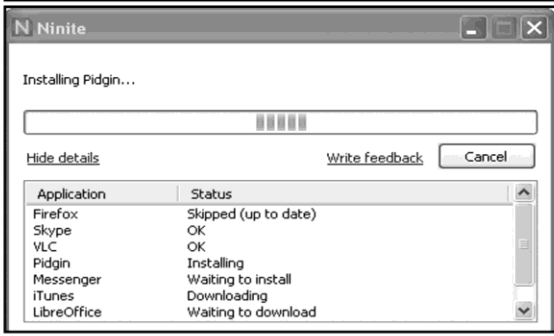 N Ninite
Installing Pidgin...
Hide details Write feedback Cancel
Application Status
Firefox Skipped (up to date)
Skype OK
VLC OK
Pidgin Installing
Messenger Waiting to install
iTunes Downloading
LibreOffice Waiting to download